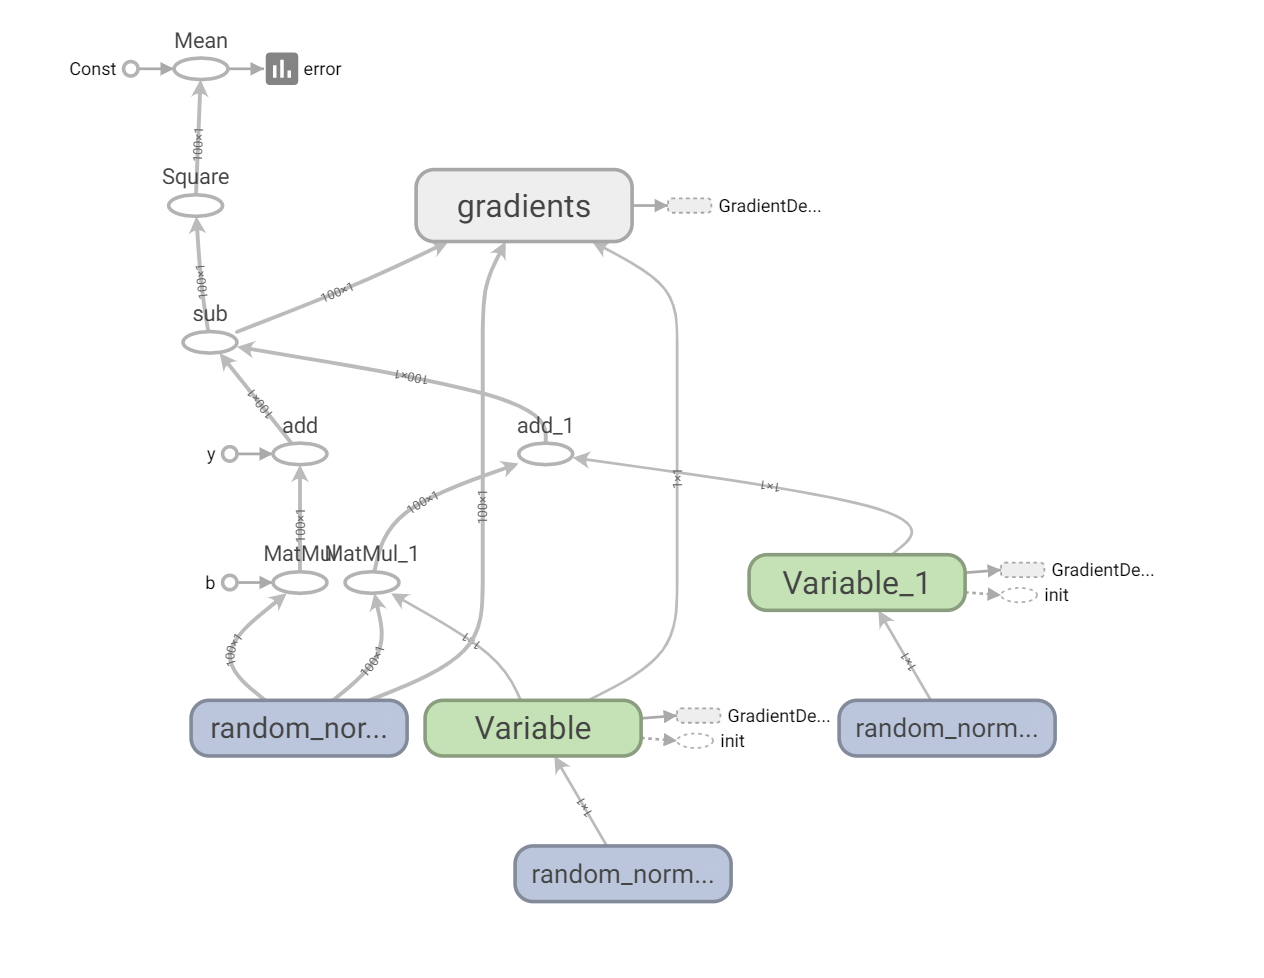 Mean
Const
error
100×1
Square
gradients
GradientDe...
100×1
100×1
sub
100×1
100×1
add
add_1
y
1×1
1×1
100×1
100×1
100×1
MatMul
MatMul_1
b
Variable_1
GradientDe...
init
100×1
100×1
1×1
1×1
random_nor...
Variable
GradientDe...
init
random_norm...
1×1
random_norm...